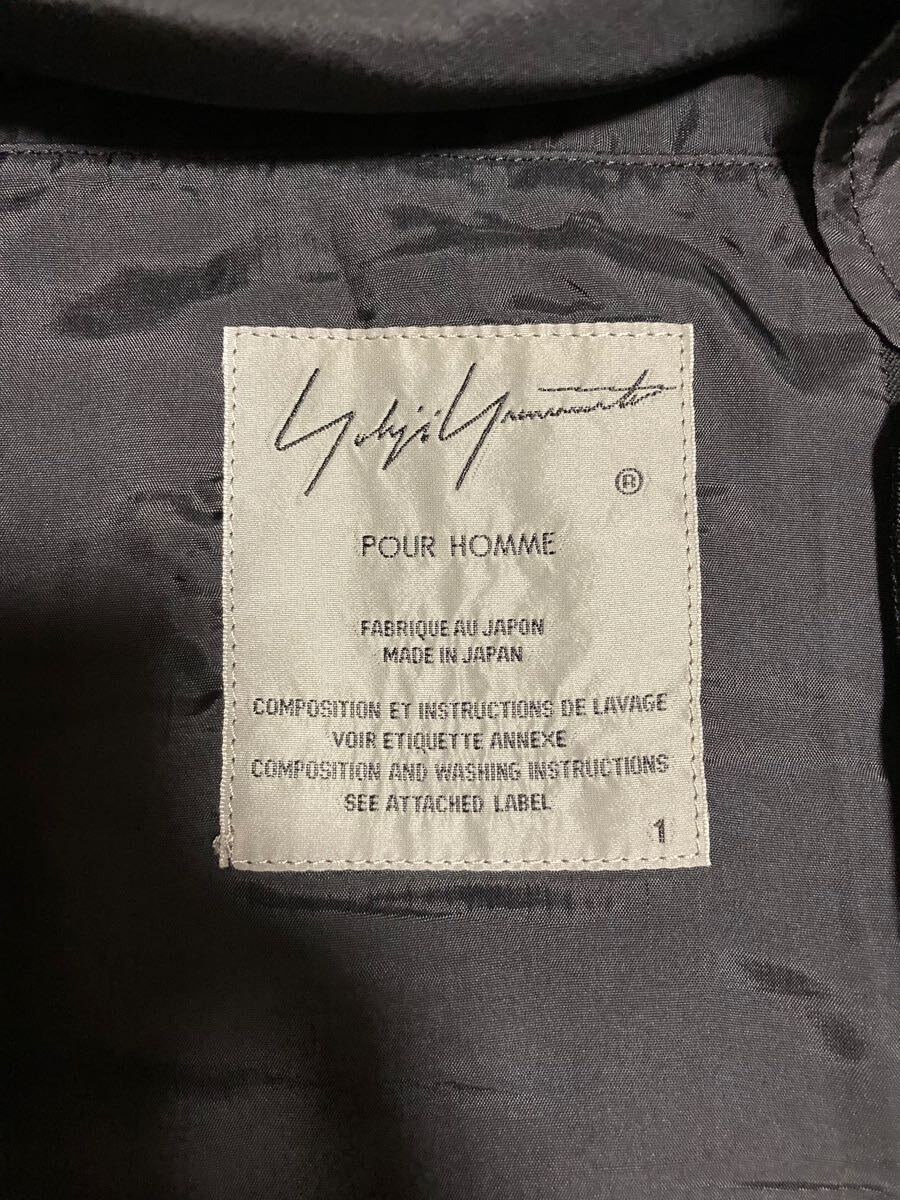 Yohji Yamamoto
®
POUR HOMME
FABRIQUE AU JAPON
MADE IN JAPAN
COMPOSITION ET INSTRUCTIONS DE LAVAGE
VOIR ETIQUETTE ANNEXE
COMPOSITION AND WASHING INSTRUCTIONS
SEE ATTACHED LABEL
1